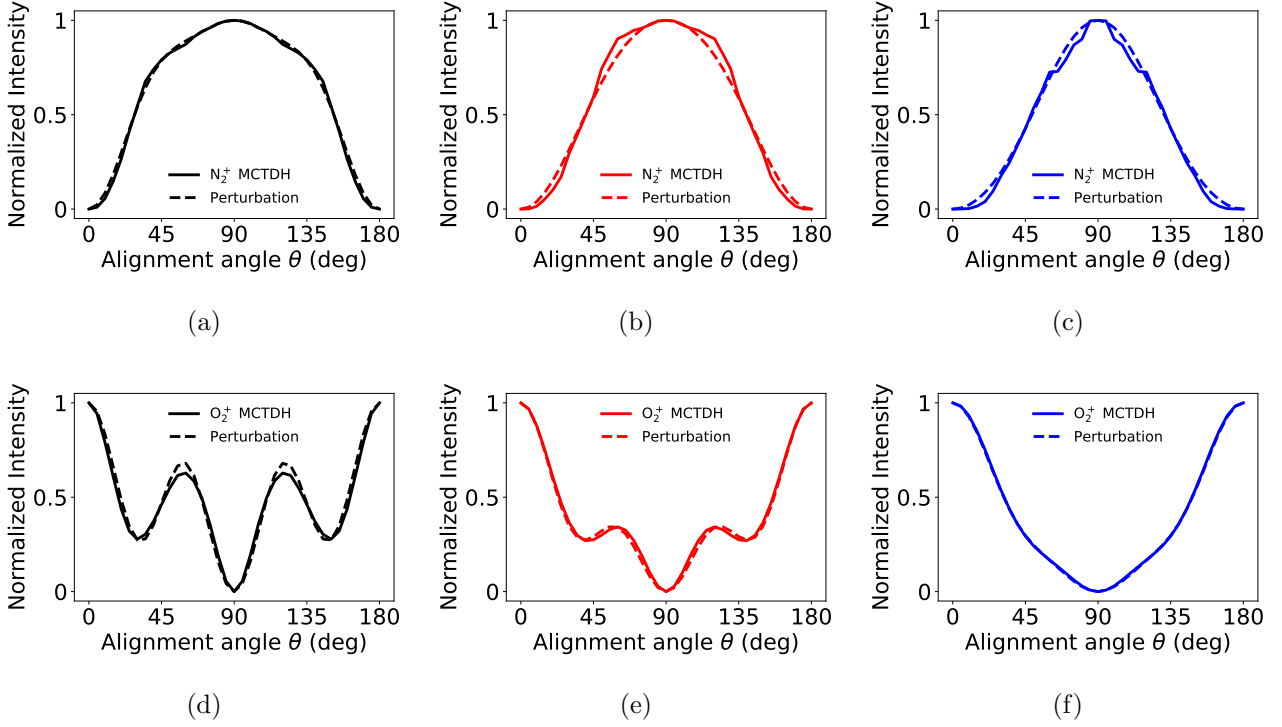 Normalized Intensity
1
0.5
0
N₂⁺ MCTDH
Perturbation
0 45 90 135 180
Alignment angle θ (deg)
(a)
Normalized Intensity
1
0.5
0
N₂⁺ MCTDH
Perturbation
0 45 90 135 180
Alignment angle θ (deg)
(b)
Normalized Intensity
1
0.5
0
N₂⁺ MCTDH
Perturbation
0 45 90 135 180
Alignment angle θ (deg)
(c)
Normalized Intensity
1
0.5
0
O₂⁺ MCTDH
Perturbation
0 45 90 135 180
Alignment angle θ (deg)
(d)
Normalized Intensity
1
0.5
0
O₂⁺ MCTDH
Perturbation
0 45 90 135 180
Alignment angle θ (deg)
(e)
Normalized Intensity
1
0.5
0
O₂⁺ MCTDH
Perturbation
0 45 90 135 180
Alignment angle θ (deg)
(f)